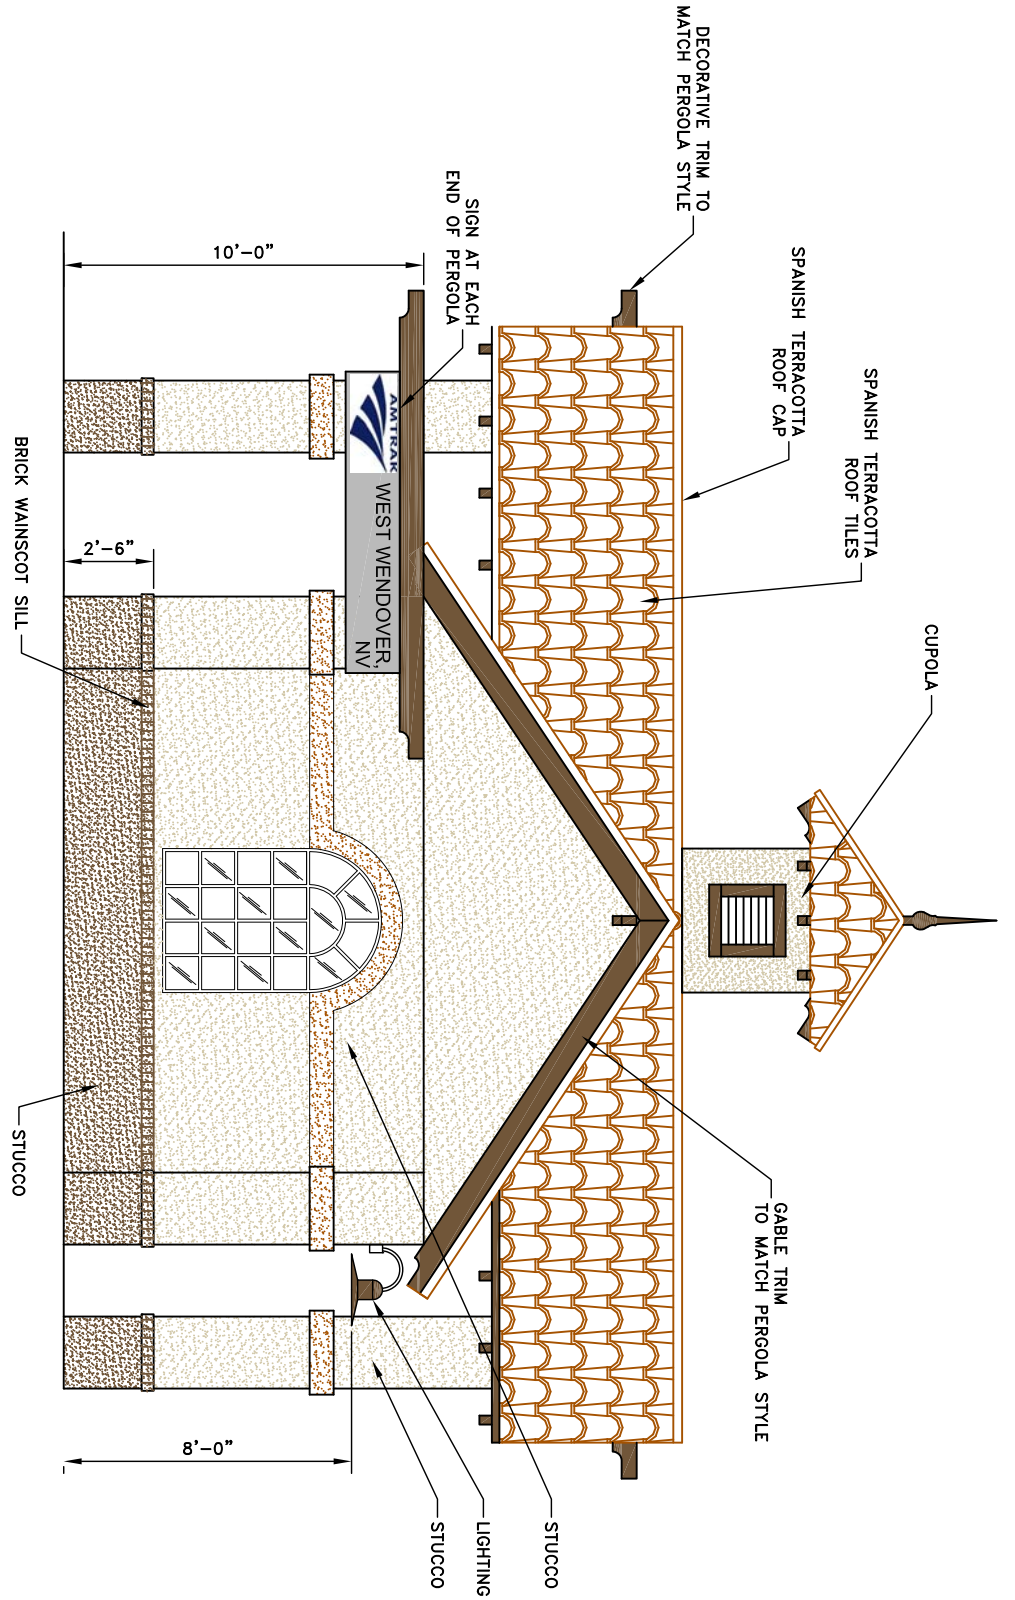 DECORATIVE TRIM TO
MATCH PERGOLA STYLE
SPANISH TERRACOTTA
ROOF CAP
SPANISH TERRACOTTA
ROOF TILES
CUPOLA
GABLE TRIM
TO MATCH PERGOLA STYLE
SIGN AT EACH
END OF PERGOLA
10'-0"
AMTRAK
WEST WENDOVER,
NV
2'-6"
BRICK WAINSCOT SILL
STUCCO
8'-0"
STUCCO
LIGHTING
STUCCO